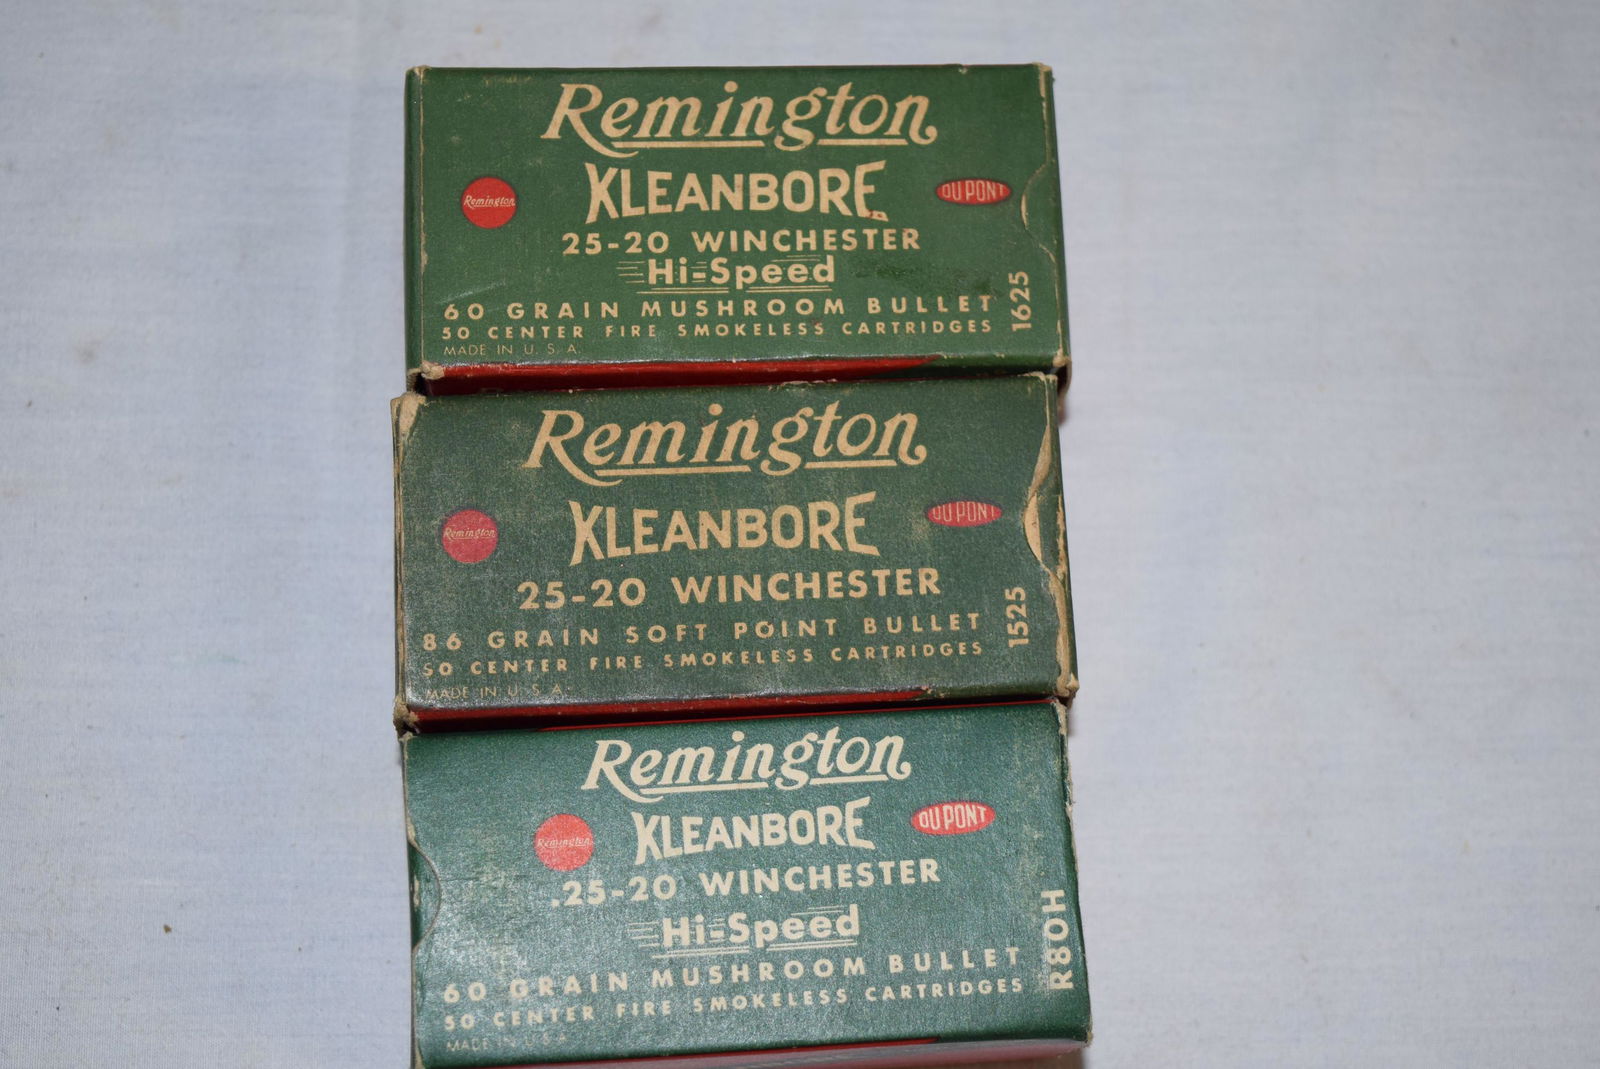 Remington
KLEANBORE
Remington
DU PONT
25-20 WINCHESTER
Hi-Speed
60 GRAIN MUSHROOM BULLET
50 CENTER FIRE SMOKELESS CARTRIDGES
MADE IN U.S.A.
1625
Remington
KLEANBORE
Remington
DU PONT
25-20 WINCHESTER
86 GRAIN SOFT POINT BULLET
50 CENTER FIRE SMOKELESS CARTRIDGES
MADE IN U.S.A.
1525
Remington
KLEANBORE
Remington
DU PONT
.25-20 WINCHESTER
Hi-Speed
60 GRAIN MUSHROOM BULLET
50 CENTER FIRE SMOKELESS CARTRIDGES
MADE IN U.S.A.
R80H